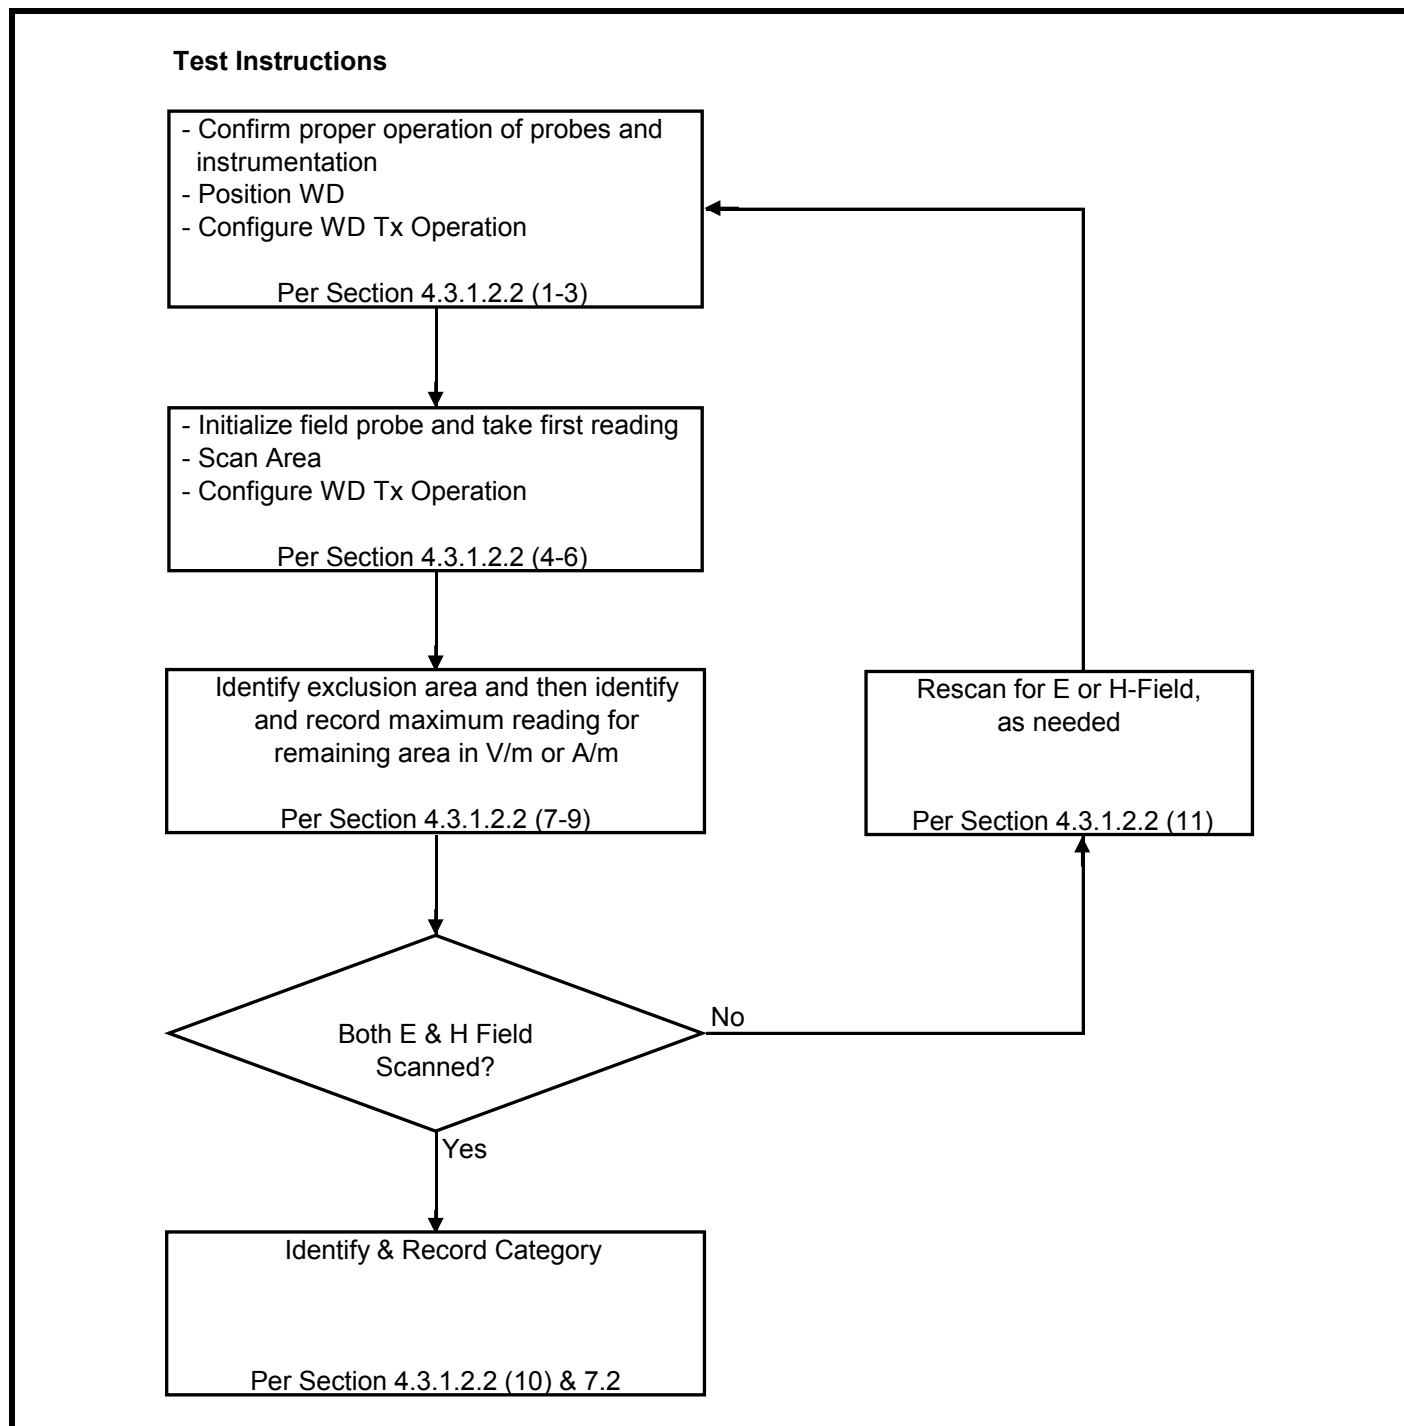 Test Instructions
- Confirm proper operation of probes and
instrumentation
- Position WD
- Configure WD Tx Operation
Per Section 4.3.1.2.2 (1-3)
- Initialize field probe and take first reading
- Scan Area
- Configure WD Tx Operation
Per Section 4.3.1.2.2 (4-6)
Identify exclusion area and then identify
and record maximum reading for
remaining area in V/m or A/m
Per Section 4.3.1.2.2 (7-9)
Rescan for E or H-Field,
as needed
Per Section 4.3.1.2.2 (11)
Both E & H Field
Scanned?
No
Yes
Identify & Record Category
Per Section 4.3.1.2.2 (10) & 7.2